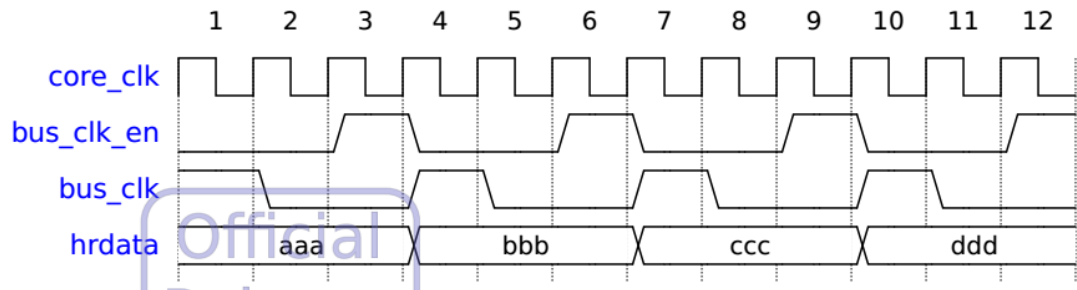 1 2 3 4 5 6 7 8 9 10 11 12
core_clk
bus_clk_en
bus_clk
hrdata aaa bbb ccc ddd
Official